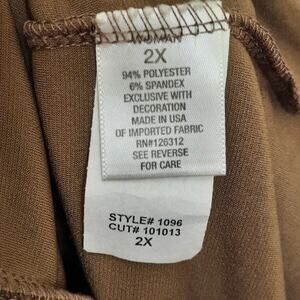 WOMAN
2X
94% POLYESTER
6% SPANDEX
EXCLUSIVE WITH
DECORATION
MADE IN USA
OF IMPORTED FABRIC
RN#126312
SEE REVERSE
FOR CARE
STYLE# 1096
CUT# 101013
2X